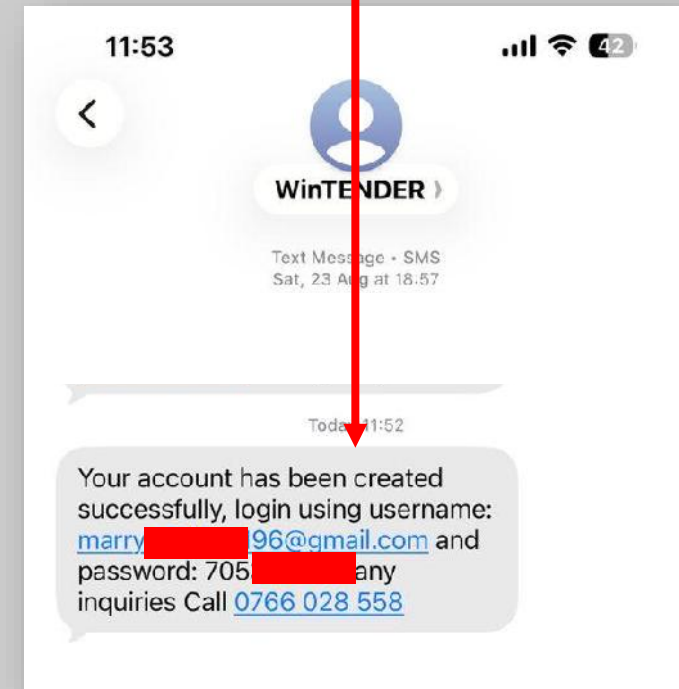 11:53
42
WinTENDER
Text Message • SMS
Sat, 23 Aug at 18:57
Today 11:52
Your account has been created
successfully, login using username:
marry 96@gmail.com and
password: 705 any
inquiries Call 0766 028 558